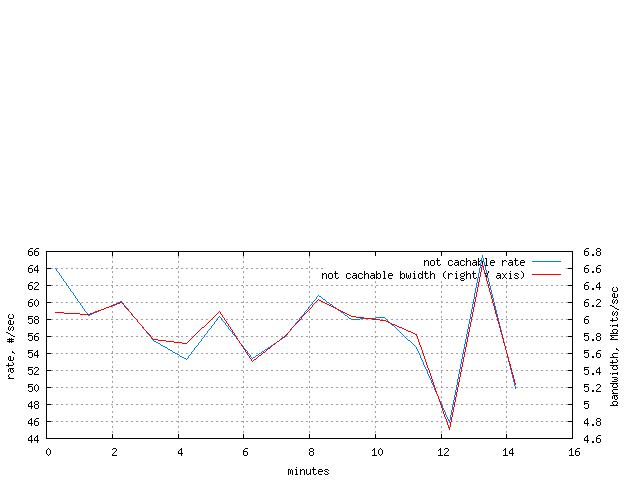 not cachable rate
not cachable bwidth (right y axis)
66 6.8
64 6.6
62 6.4
60 6.2
58 6
56 5.8
54 5.6
52 5.4
50 5.2
48 5
46 4.8
44 4.6
0 2 4 6 8 10 12 14 16
rate, #/sec
bandwidth, Mbits/sec
minutes